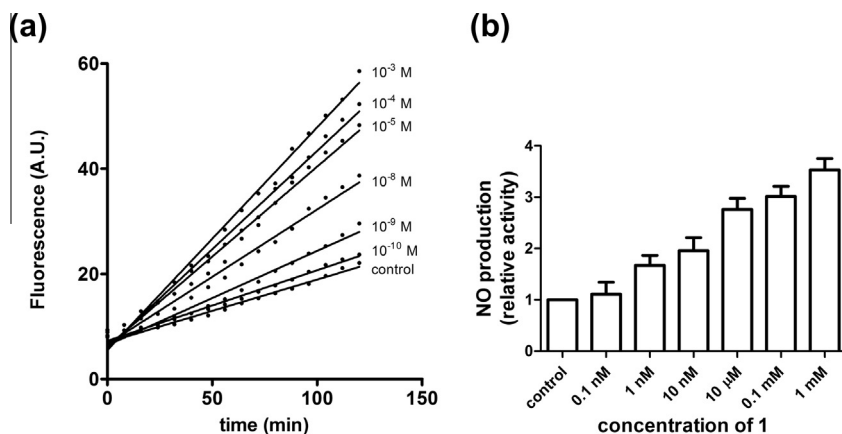 (a)
60
40
20
0
0
50
100
150
Fluorescence (A.U.)
time (min)
10⁻³ M
10⁻⁴ M
10⁻⁵ M
10⁻⁸ M
10⁻⁹ M
10⁻¹⁰ M
control
(b)
4
3
2
1
0
NO production
(relative activity)
control
0.1 nM
1 nM
10 nM
10 µM
0.1 mM
1 mM
concentration of 1